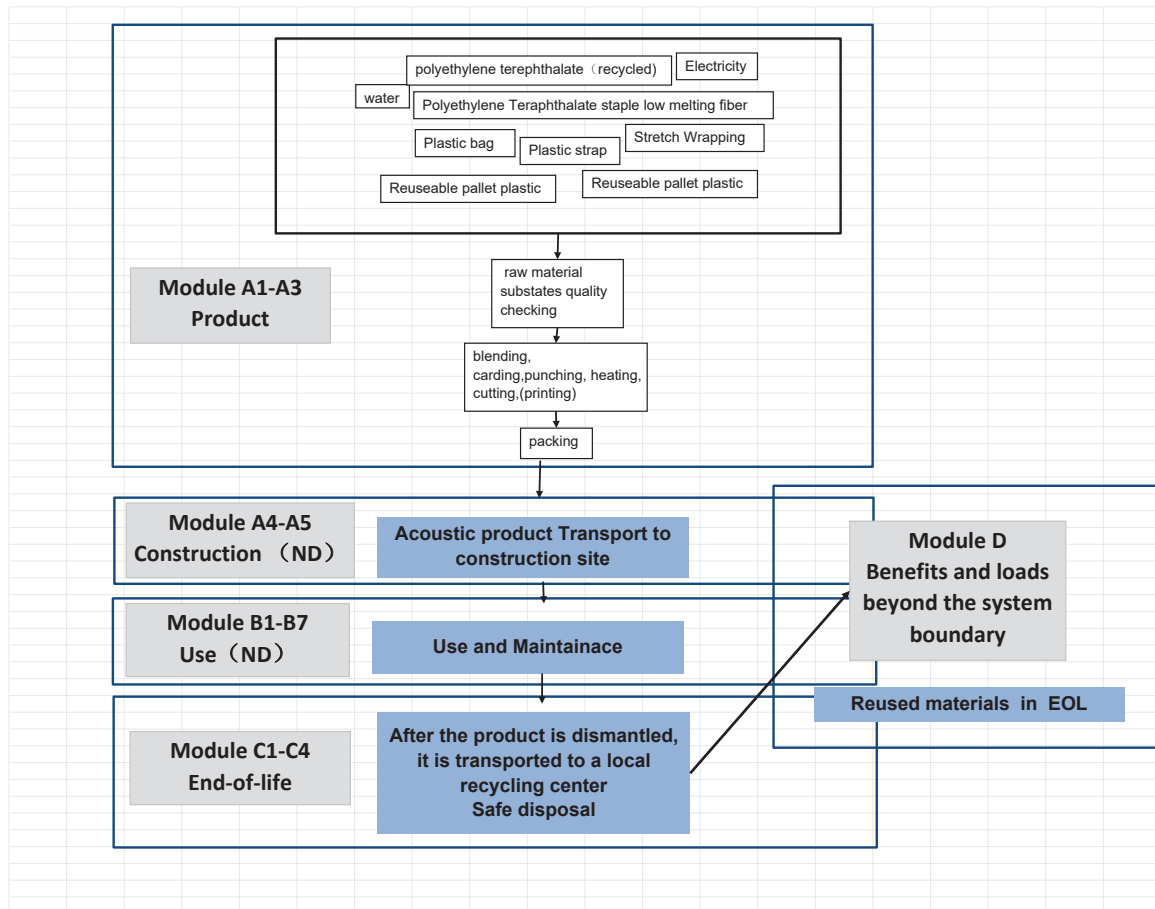 polyethylene terephthalate（recycled)
Electricity
water
Polyethylene Teraphthalate staple low melting fiber
Plastic bag
Plastic strap
Stretch Wrapping
Reuseable pallet plastic
Reuseable pallet plastic
raw material
substates quality
checking
Module A1-A3
Product
blending,
carding,punching, heating,
cutting,(printing)
packing
Module A4-A5
Construction （ND）
Acoustic product Transport to
construction site
Module D
Benefits and loads
beyond the system
boundary
Module B1-B7
Use（ND）
Use and Maintainace
Reused materials in EOL
Module C1-C4
End-of-life
After the product is dismantled,
it is transported to a local
recycling center
Safe disposal